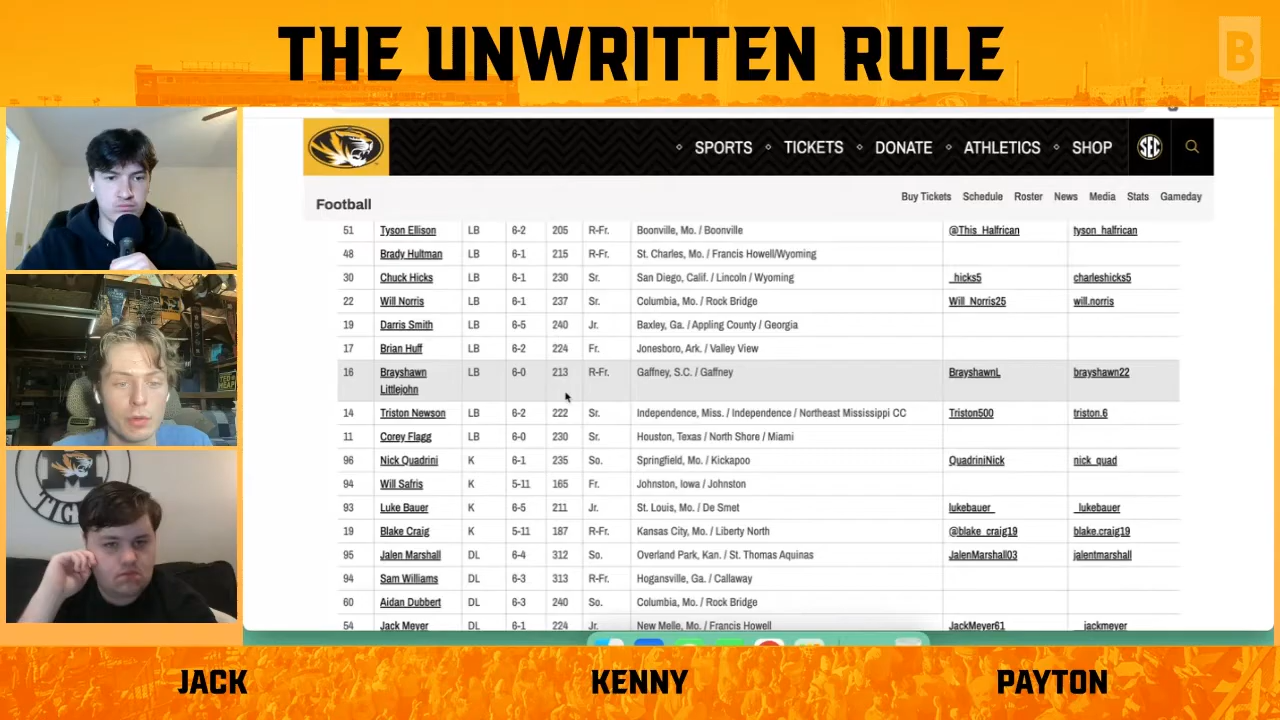 THE UNWRITTEN RULE
B
SPORTS TICKETS DONATE ATHLETICS SHOP SEC
Football
Buy Tickets Schedule Roster News Media Stats Gameday
51 Tyson Ellison LB 6-2 205 R-Fr. Boonville, Mo. / Boonville @This_Halfrican tyson_halfrican
48 Brady Hultman LB 6-1 215 R-Fr. St. Charles, Mo. / Francis Howell/Wyoming
30 Chuck Hicks LB 6-1 230 Sr. San Diego, Calif. / Lincoln / Wyoming _hicks5 charleshicks5
22 Will Norris LB 6-1 237 Sr. Columbia, Mo. / Rock Bridge Will_Norris25 will.norris
19 Darris Smith LB 6-5 240 Jr. Baxley, Ga. / Appling County / Georgia
17 Brian Huff LB 6-2 224 Fr. Jonesboro, Ark. / Valley View
16 Brayshawn LB 6-0 213 R-Fr. Gaffney, S.C. / Gaffney BrayshawnL brayshawn22
Littlejohn
14 Triston Newson LB 6-2 222 Sr. Independence, Miss. / Independence / Northeast Mississippi CC Triston500 triston.6
11 Corey Flagg LB 6-0 230 Sr. Houston, Texas / North Shore / Miami
96 Nick Quadrini K 6-1 235 So. Springfield, Mo. / Kickapoo QuadriniNick nick_quad
94 Will Safris K 5-11 165 Fr. Johnston, Iowa / Johnston
93 Luke Bauer K 6-5 211 Jr. St. Louis, Mo. / De Smet lukebauer_ _lukebauer
19 Blake Craig K 5-11 187 R-Fr. Kansas City, Mo. / Liberty North @blake_craig19 blake.craig19
95 Jalen Marshall DL 6-4 312 So. Overland Park, Kan. / St. Thomas Aquinas JalenMarshall03 jalentmarshall
94 Sam Williams DL 6-3 313 R-Fr. Hogansville, Ga. / Callaway
60 Aidan Dubbert DL 6-3 240 So. Columbia, Mo. / Rock Bridge
54 Jack Meyer DL 6-1 224 Jr. New Melle, Mo. / Francis Howell JackMeyer61 __jackmeyer
JACK KENNY PAYTON